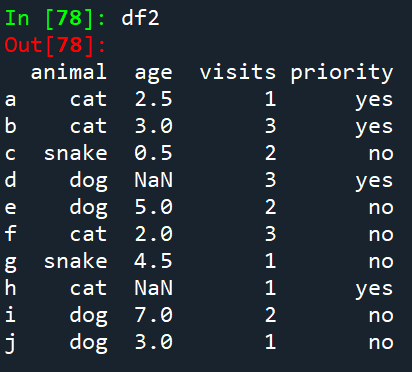 In [78]: df2
Out[78]:
  animal  age  visits priority
a    cat  2.5       1      yes
b    cat  3.0       3      yes
c  snake  0.5       2       no
d    dog  NaN       3      yes
e    dog  5.0       2       no
f    cat  2.0       3       no
g  snake  4.5       1       no
h    cat  NaN       1      yes
i    dog  7.0       2       no
j    dog  3.0       1       no